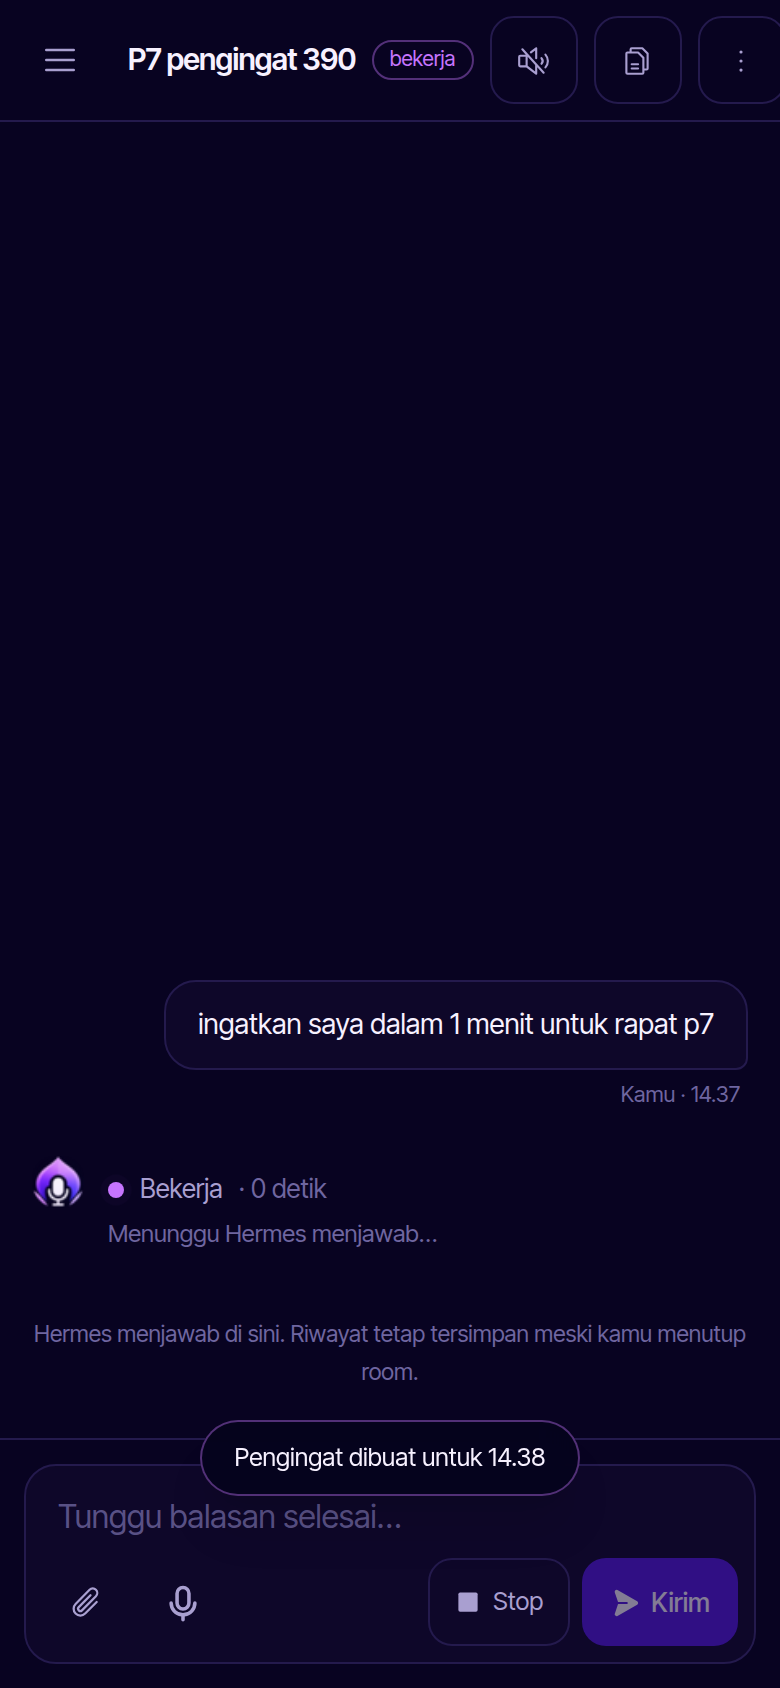 P7 pengingat 390
bekerja
ingatkan saya dalam 1 menit untuk rapat p7
Kamu · 14.37
Bekerja · 0 detik
Menunggu Hermes menjawab...
Hermes menjawab di sini. Riwayat tetap tersimpan meski kamu menutup
room.
Pengingat dibuat untuk 14.38
Tunggu balasan selesai...
Stop
Kirim